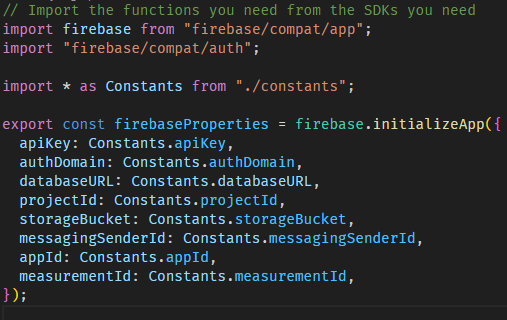 // Import the functions you need from the SDKs you need
import firebase from "firebase/compat/app";
import "firebase/compat/auth";
import * as Constants from "./constants";
export const firebaseProperties = firebase.initializeApp({
apiKey: Constants.apiKey,
authDomain: Constants.authDomain,
databaseURL: Constants.databaseURL,
projectId: Constants.projectId,
storageBucket: Constants.storageBucket,
messagingSenderId: Constants.messagingSenderId,
appId: Constants.appId,
measurementId: Constants.measurementId,
});